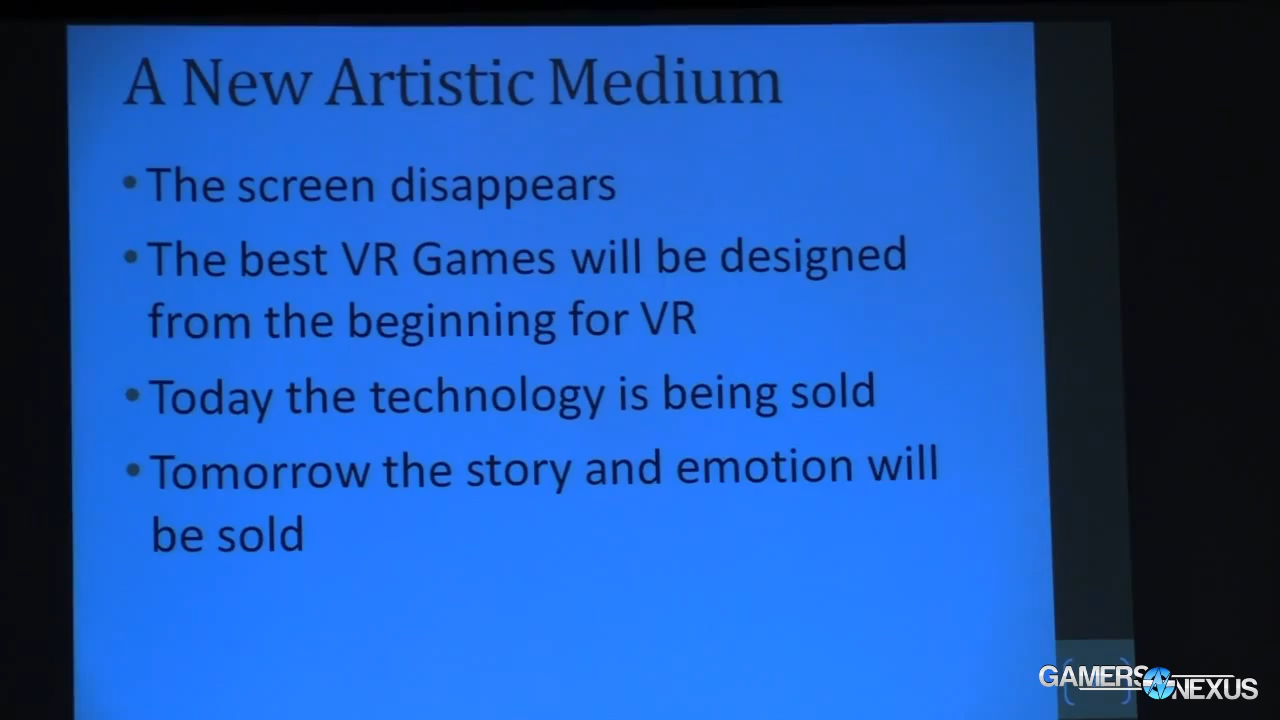 A New Artistic Medium
• The screen disappears
• The best VR Games will be designed
from the beginning for VR
• Today the technology is being sold
• Tomorrow the story and emotion will
be sold
GAMERS NEXUS